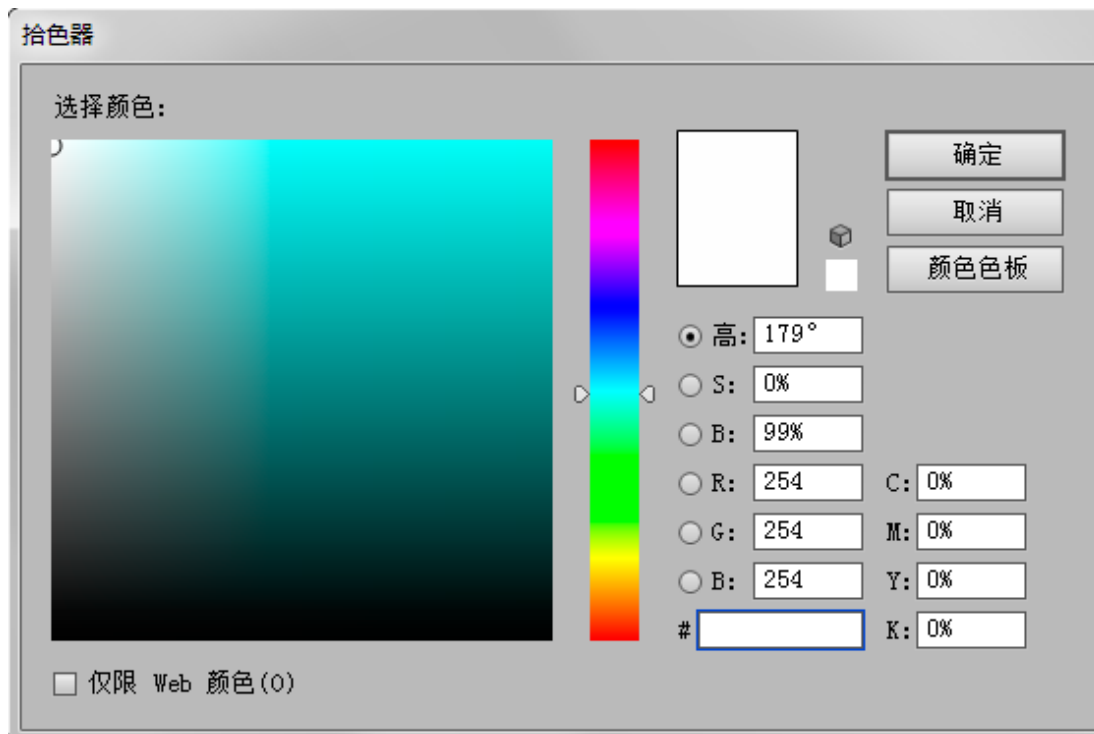 拾色器
选择颜色:
确定
取消
颜色色板
高: 179°
S: 0%
B: 99%
R: 254 C: 0%
G: 254 M: 0%
B: 254 Y: 0%
# K: 0%
仅限 Web 颜色(O)